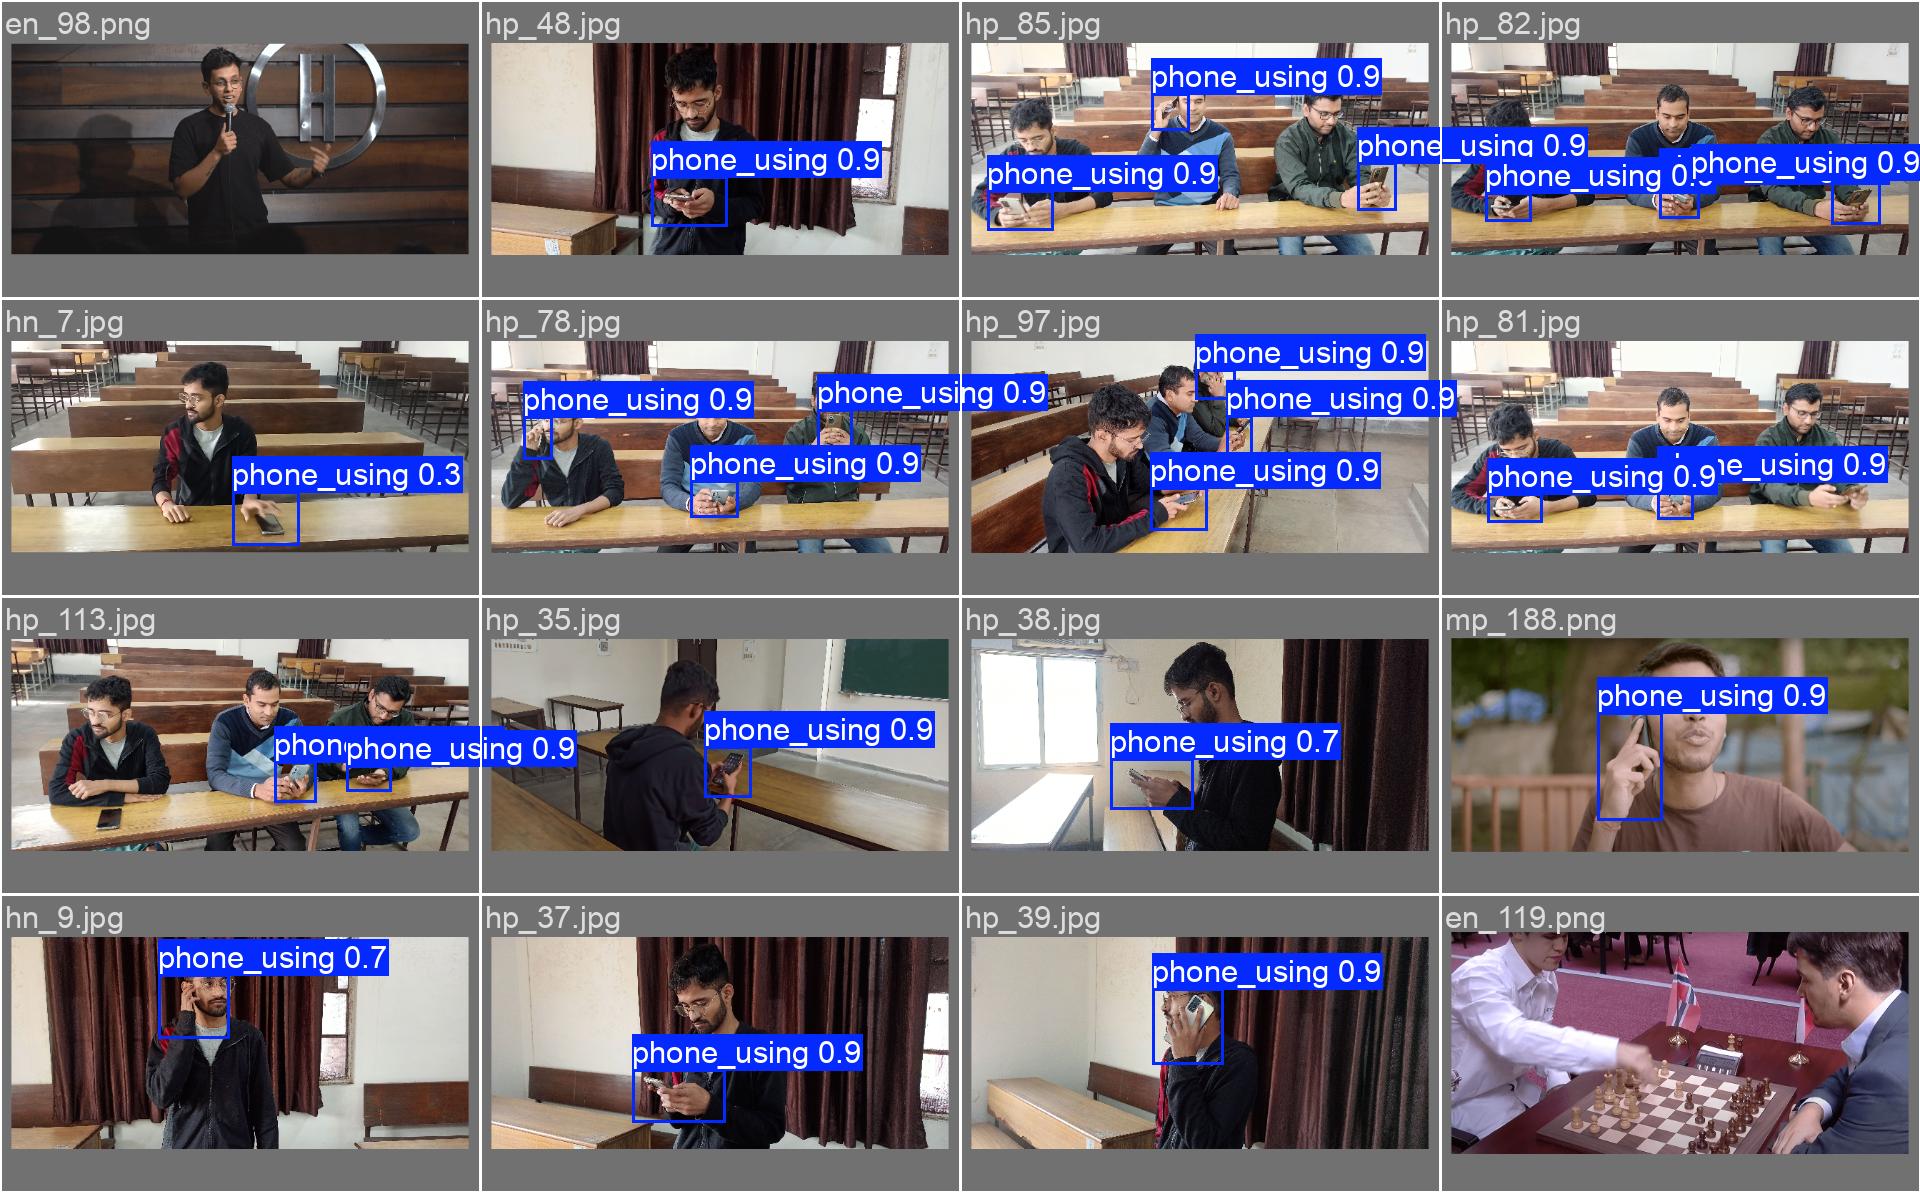 en_98.png
H
hp_48.jpg
phone_using 0.9
hp_85.jpg
phone_using 0.9
phone_using 0.9
phone_using 0.9
hp_82.jpg
phone_using 0.
phone_using 0.9
hn_7.jpg
phone_using 0.3
hp_78.jpg
phone_using 0.9
phone_using 0.9
phone_using 0.9
hp_97.jpg
phone_using 0.9
phone_using 0.9
phone_using 0.9
hp_81.jpg
phone_using 0.9
ne_using 0.9
hp_113.jpg
phon
phone_using 0.9
hp_35.jpg
phone_using 0.9
hp_38.jpg
phone_using 0.7
mp_188.png
phone_using 0.9
hn_9.jpg
phone_using 0.7
hp_37.jpg
phone_using 0.9
hp_39.jpg
phone_using 0.9
en_119.png